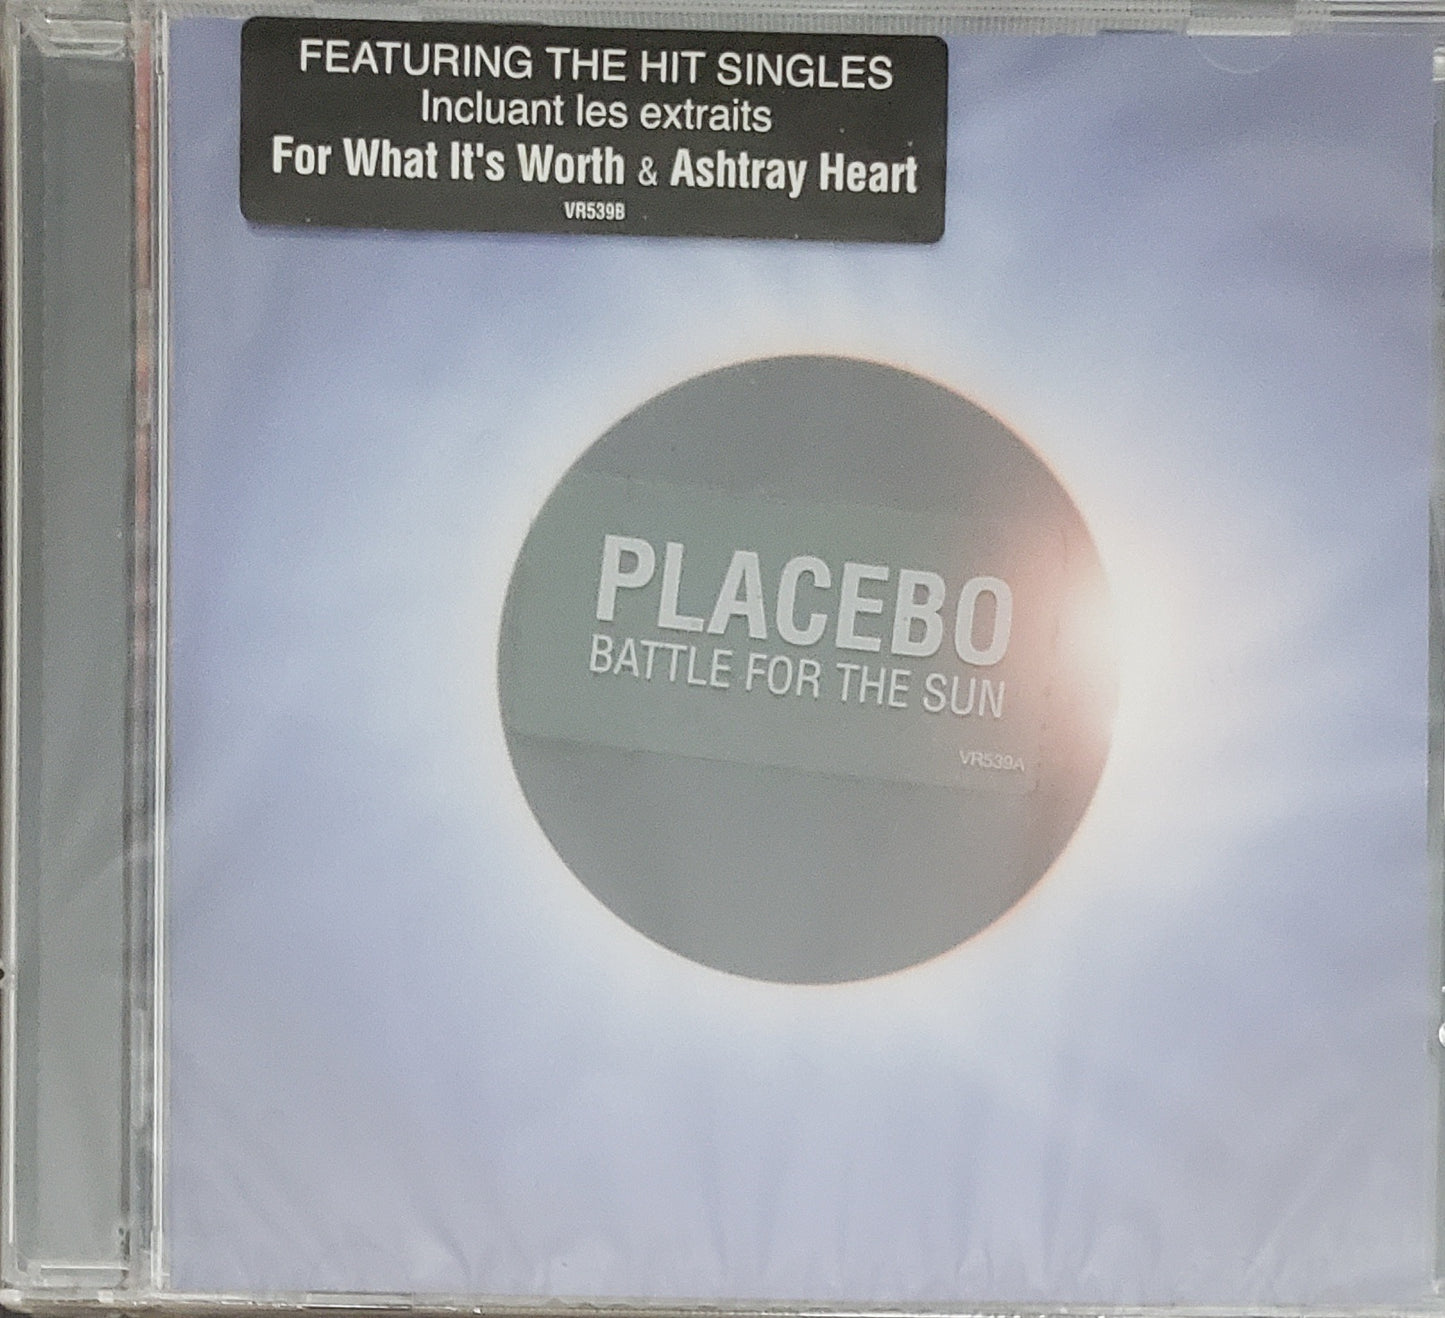 FEATURING THE HIT SINGLES
Incluant les extraits
For What It's Worth & Ashtray Heart
VR539B
PLACEBO
BATTLE FOR THE SUN
VR539A